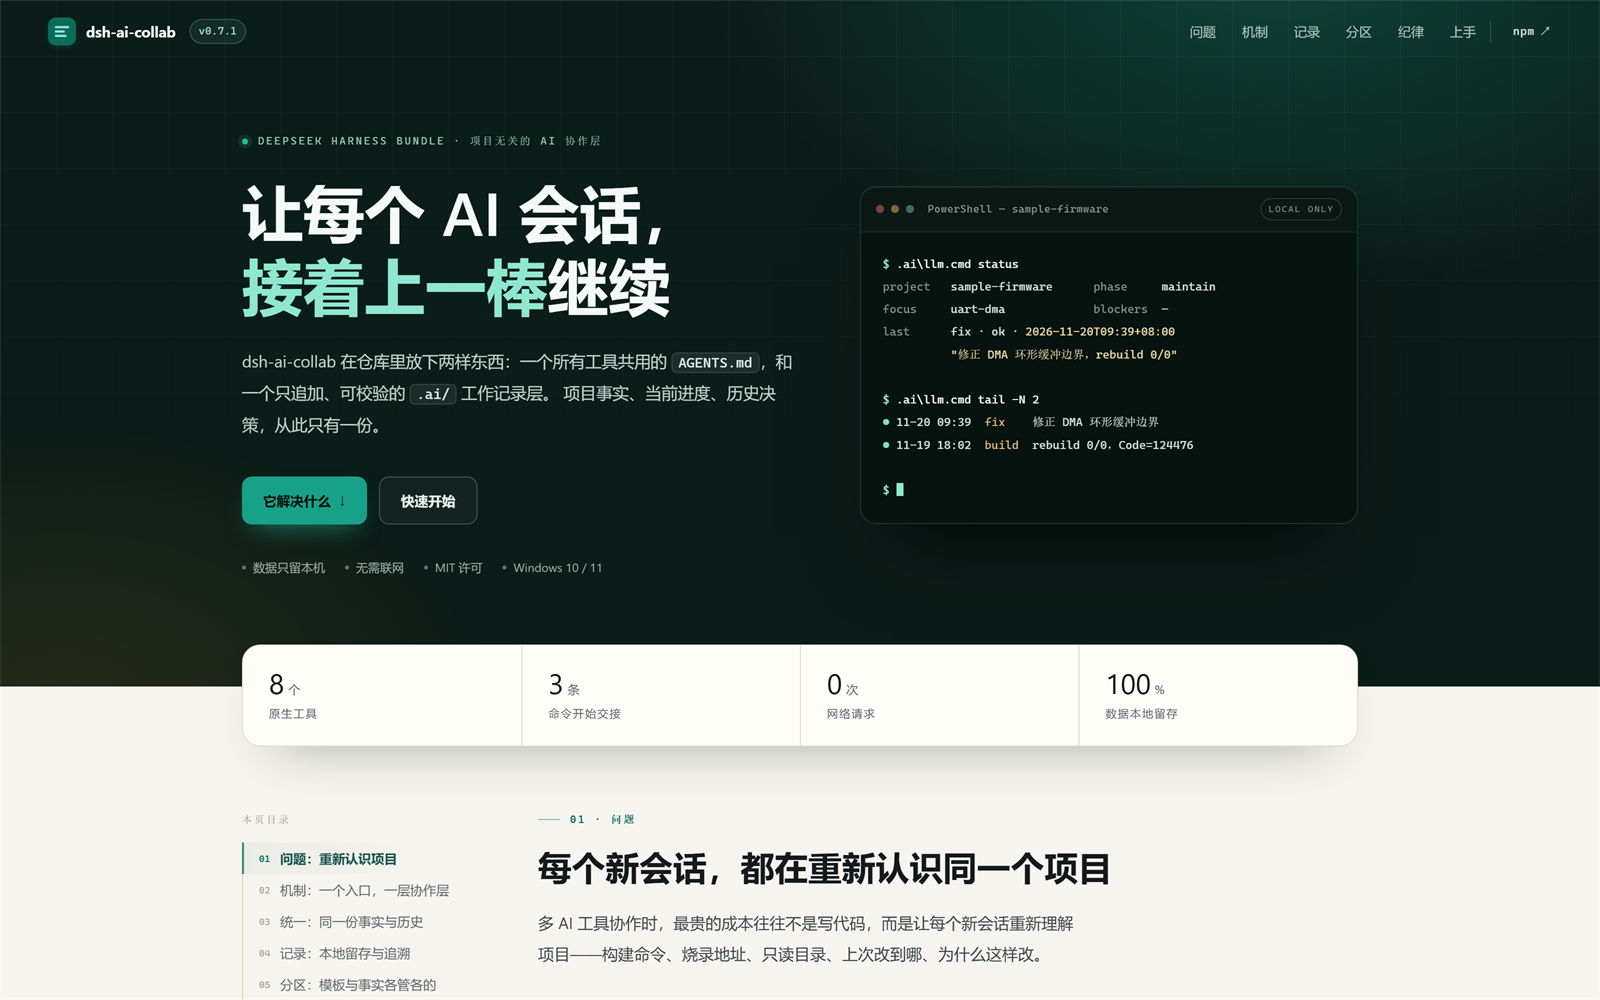 dsh-ai-collab v0.7.1
问题 机制 记录 分区 纪律 上手 npm ↗
DEEPSEEK HARNESS BUNDLE · 项目无关的 AI 协作层
让每个 AI 会话，
接着上一棒继续
dsh-ai-collab 在仓库里放下两样东西：一个所有工具共用的 AGENTS.md，和
一个只追加、可校验的 .ai/ 工作记录层。 项目事实、当前进度、历史决
策，从此只有一份。
它解决什么 ↓ 快速开始
数据只留本机 无需联网 MIT 许可 Windows 10 / 11
PowerShell — sample-firmware LOCAL ONLY
$ .ai\llm.cmd status
project sample-firmware phase maintain
focus uart-dma blockers —
last fix · ok · 2026-11-20T09:39+08:00
"修正 DMA 环形缓冲边界，rebuild 0/0"
$ .ai\llm.cmd tail -N 2
11-20 09:39 fix 修正 DMA 环形缓冲边界
11-19 18:02 build rebuild 0/0，Code=124476
$
8 个
原生工具
3 条
命令开始交接
0 次
网络请求
100 %
数据本地留存
本页目录
01 问题：重新认识项目
02 机制：一个入口，一层协作层
03 统一：同一份事实与历史
04 记录：本地留存与追溯
05 分区：模板与事实各管各的
01 · 问题
每个新会话，都在重新认识同一个项目
多 AI 工具协作时，最贵的成本往往不是写代码，而是让每个新会话重新理解
项目——构建命令、烧录地址、只读目录、上次改到哪、为什么这样改。